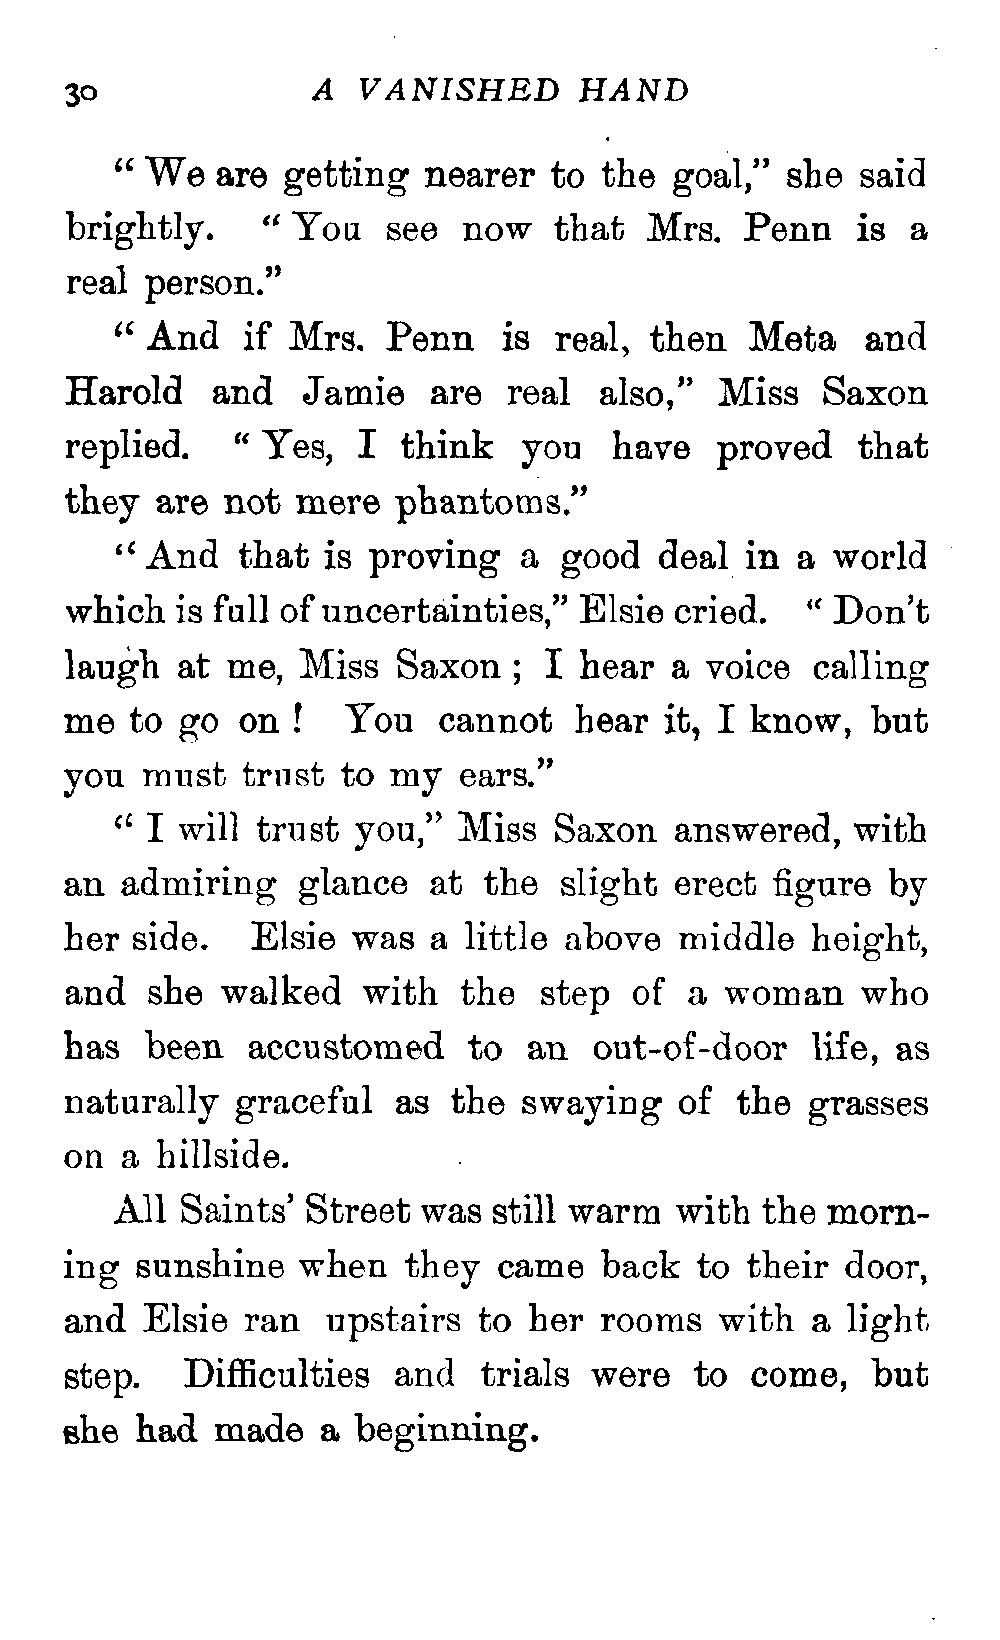 30 A VANISHED HAND
“ We are getting nearer to the goal,” she said
brightly. “ You see now that Mrs. Penn is a
real person.”
“ And if Mrs. Penn is real, then Meta and
Harold and Jamie are real also,” Miss Saxon
replied. “ Yes, I think you have proved that
they are not mere phantoms.”
“ And that is proving a good deal in a world
which is full of uncertainties,” Elsie cried. “ Don’t
laugh at me, Miss Saxon ; I hear a voice calling
me to go on ! You cannot hear it, I know, but
you must trust to my ears.”
“ I will trust you,” Miss Saxon answered, with
an admiring glance at the slight erect figure by
her side. Elsie was a little above middle height,
and she walked with the step of a woman who
has been accustomed to an out-of-door life, as
naturally graceful as the swaying of the grasses
on a hillside.
All Saints’ Street was still warm with the morn-
ing sunshine when they came back to their door,
and Elsie ran upstairs to her rooms with a light
step. Difficulties and trials were to come, but
she had made a beginning.